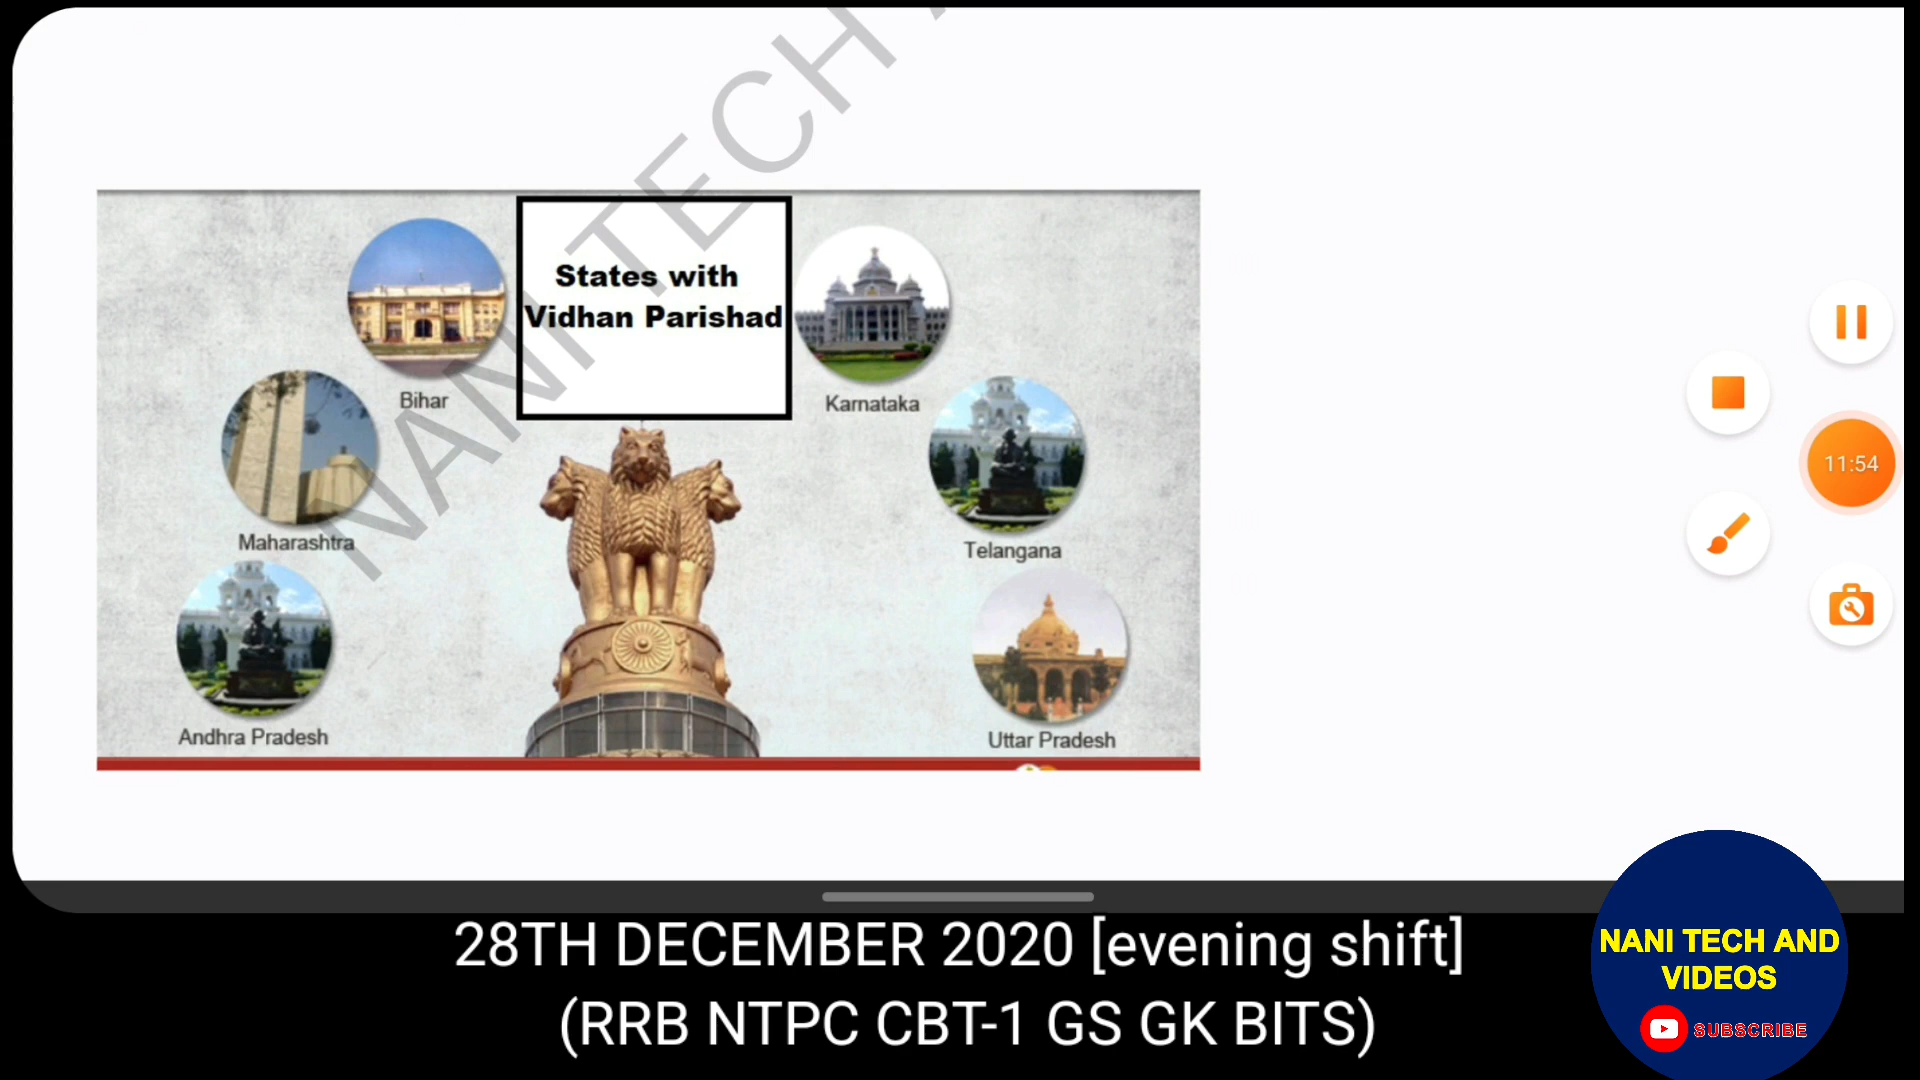 NANI TECH
States with
Vidhan Parishad
Bihar
Karnataka
Maharashtra
Telangana
Andhra Pradesh
Uttar Pradesh
11:54
28TH DECEMBER 2020 [evening shift]
(RRB NTPC CBT-1 GS GK BITS)
NANI TECH AND
VIDEOS
SUBSCRIBE